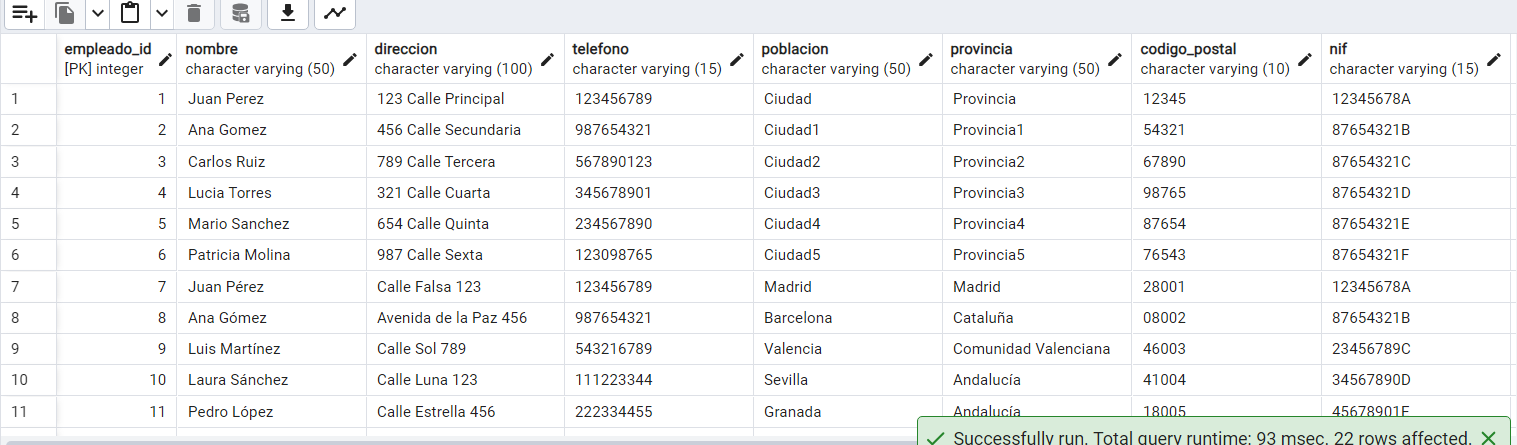 empleado_id nombre direccion telefono poblacion provincia codigo_postal nif
[PK] integer character varying (50) character varying (100) character varying (15) character varying (50) character varying (50) character varying (10) character varying (15)
1 1 Juan Perez 123 Calle Principal 123456789 Ciudad Provincia 12345 12345678A
2 2 Ana Gomez 456 Calle Secundaria 987654321 Ciudad1 Provincia1 54321 87654321B
3 3 Carlos Ruiz 789 Calle Tercera 567890123 Ciudad2 Provincia2 67890 87654321C
4 4 Lucia Torres 321 Calle Cuarta 345678901 Ciudad3 Provincia3 98765 87654321D
5 5 Mario Sanchez 654 Calle Quinta 234567890 Ciudad4 Provincia4 87654 87654321E
6 6 Patricia Molina 987 Calle Sexta 123098765 Ciudad5 Provincia5 76543 87654321F
7 7 Juan Pérez Calle Falsa 123 123456789 Madrid Madrid 28001 12345678A
8 8 Ana Gómez Avenida de la Paz 456 987654321 Barcelona Cataluña 08002 87654321B
9 9 Luis Martínez Calle Sol 789 543216789 Valencia Comunidad Valenciana 46003 23456789C
10 10 Laura Sánchez Calle Luna 123 111223344 Sevilla Andalucía 41004 34567890D
11 11 Pedro López Calle Estrella 456 222334455 Granada Andalucía 18005 45678901E
Successfully run. Total query runtime: 93 msec. 22 rows affected.